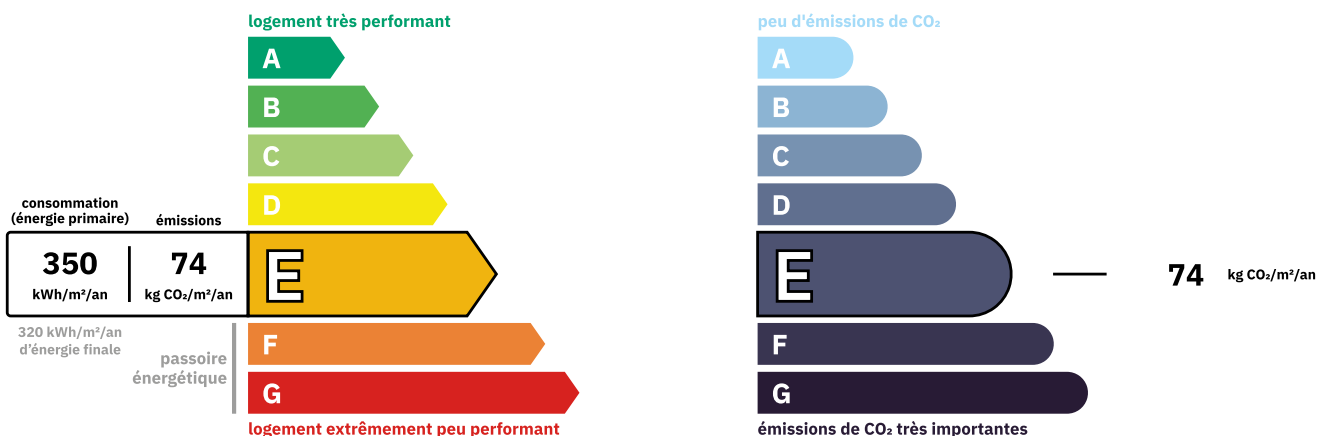 logement très performant
A
B
C
D
consommation
(énergie primaire)
émissions
350
kWh/m²/an
74
kg CO₂/m²/an
E
320 kWh/m²/an
d'énergie finale
passoire
énergétique
F
G
logement extrêmement peu performant
peu d'émissions de CO₂
A
B
C
D
E
74 kg CO₂/m²/an
F
G
émissions de CO₂ très importantes